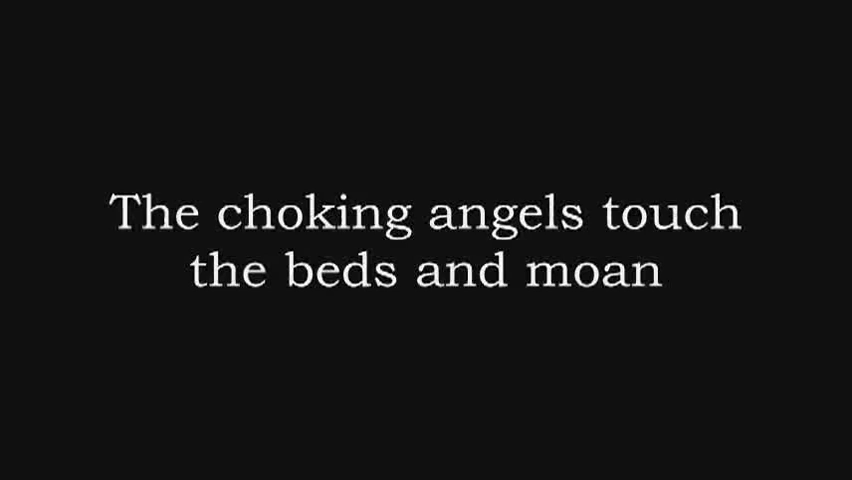 The choking angels touch
the beds and moan